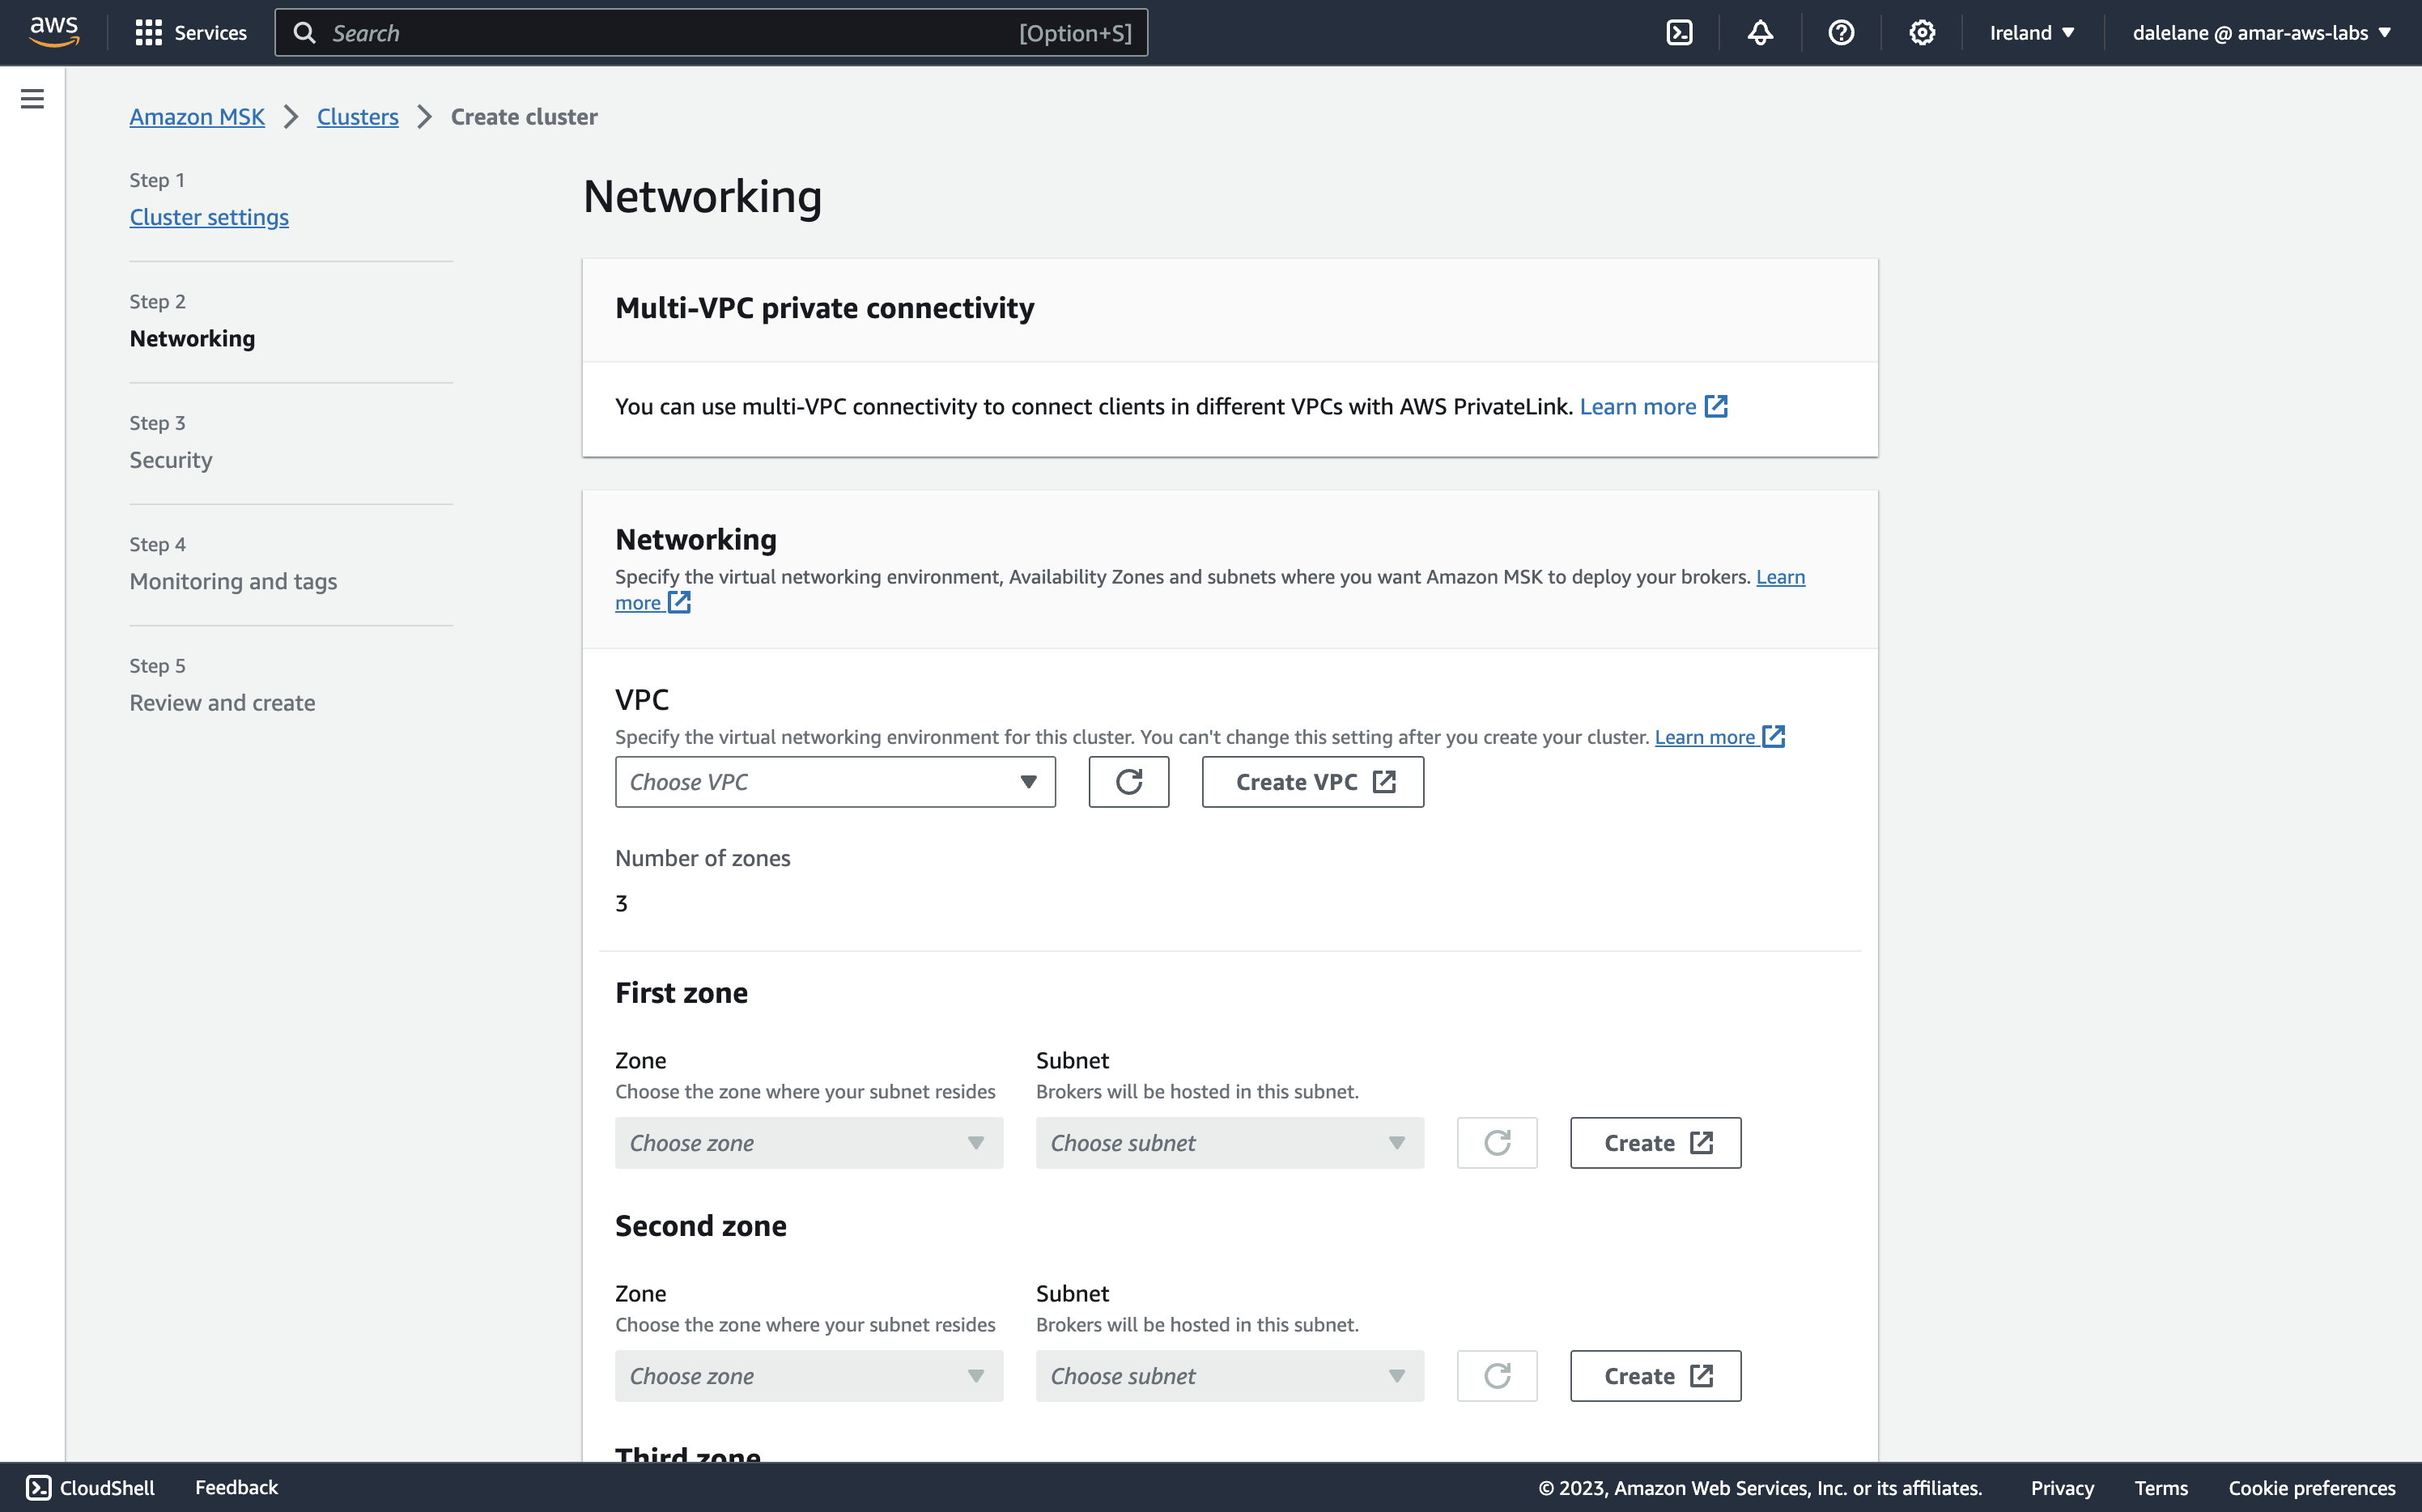 aws
Services
Search
[Option+S]
Ireland
dalelane @ amar-aws-labs
Amazon MSK
Clusters
Create cluster
Step 1
Cluster settings
Step 2
Networking
Step 3
Security
Step 4
Monitoring and tags
Step 5
Review and create
Networking
Multi-VPC private connectivity
You can use multi-VPC connectivity to connect clients in different VPCs with AWS PrivateLink. Learn more
Networking
Specify the virtual networking environment, Availability Zones and subnets where you want Amazon MSK to deploy your brokers. Learn
more
VPC
Specify the virtual networking environment for this cluster. You can't change this setting after you create your cluster. Learn more
Choose VPC
Create VPC
Number of zones
3
First zone
Zone
Choose the zone where your subnet resides
Choose zone
Subnet
Brokers will be hosted in this subnet.
Choose subnet
Create
Second zone
Zone
Choose the zone where your subnet resides
Choose zone
Subnet
Brokers will be hosted in this subnet.
Choose subnet
Create
Third zone
CloudShell
Feedback
© 2023, Amazon Web Services, Inc. or its affiliates.
Privacy
Terms
Cookie preferences